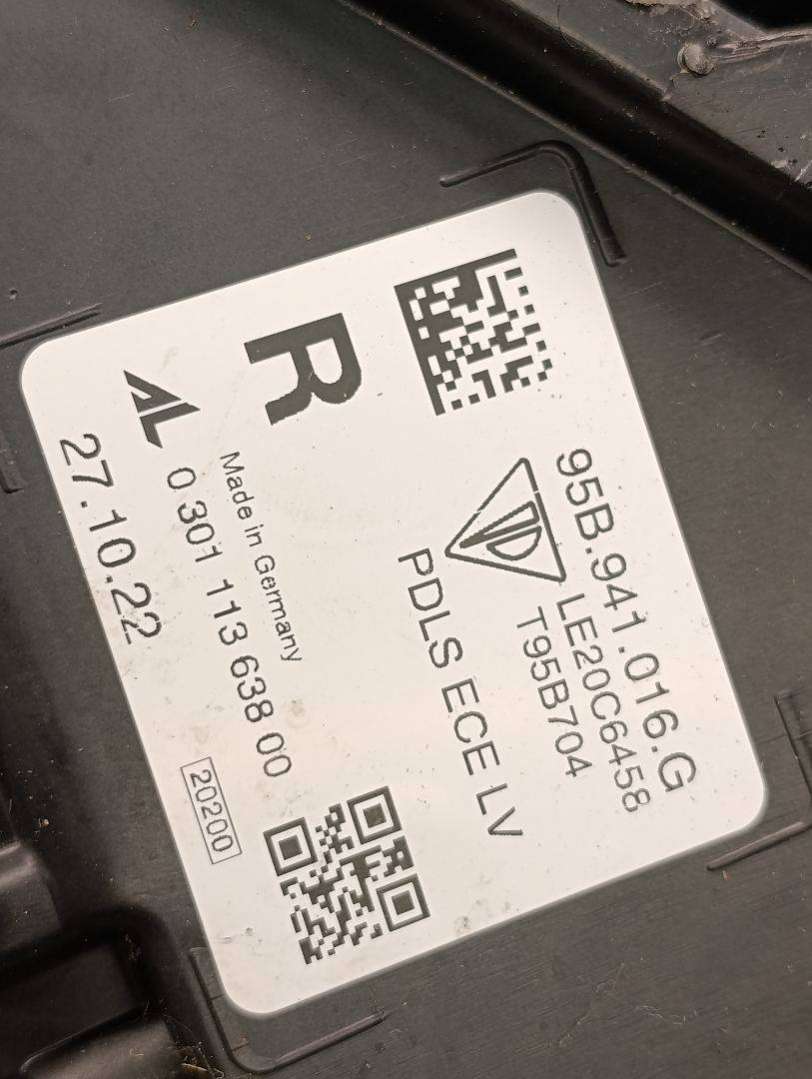 95B.941.016.G
LE20C6458
T95B704
PDLS ECE LV
R
Made in Germany
AL
0 301 113 638 00
27.10.22
20200